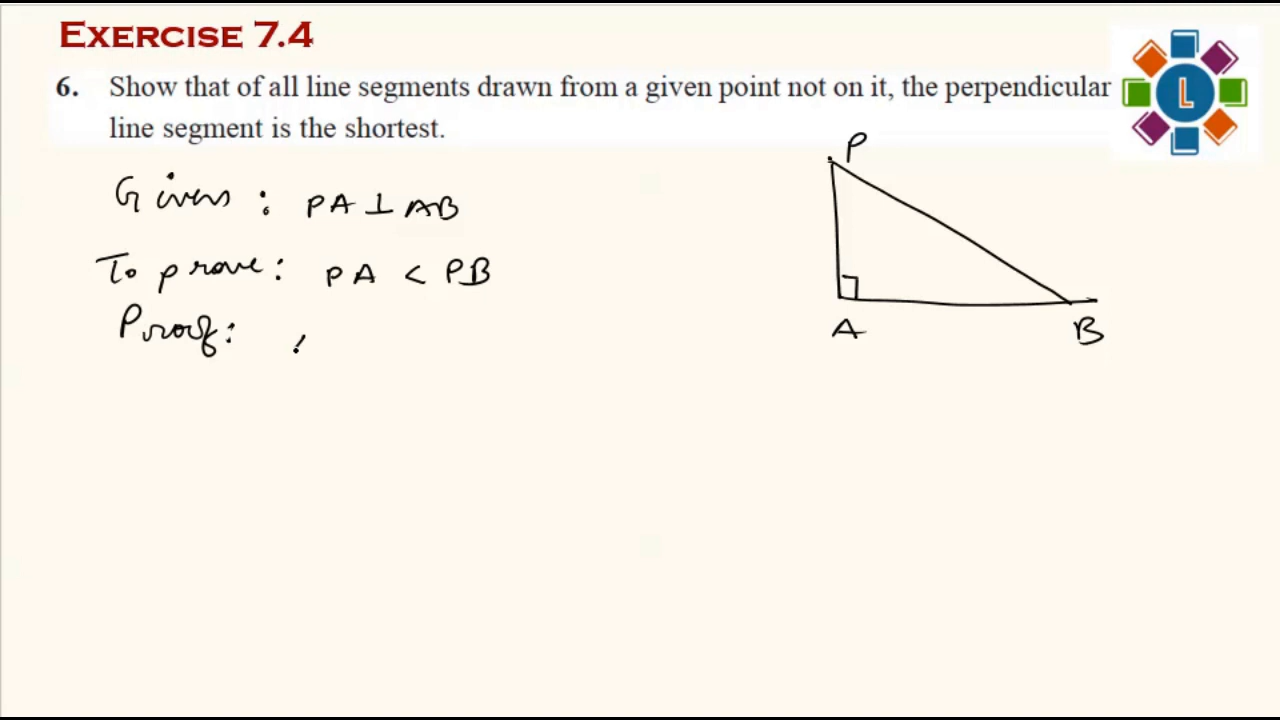 EXERCISE 7.4
6. Show that of all line segments drawn from a given point not on it, the perpendicular
line segment is the shortest.
L
Given : PA ⊥ AB
To prove : PA < PB
Proof :
P
A
B